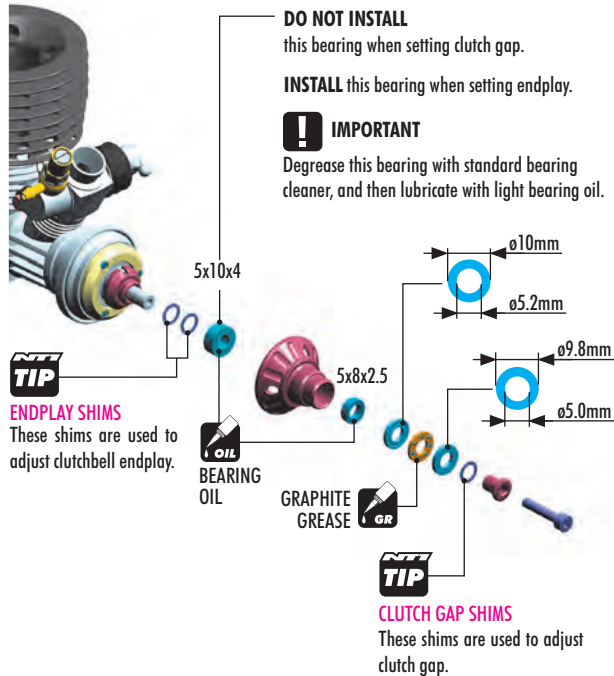 DO NOT INSTALL
this bearing when setting clutch gap.
INSTALL this bearing when setting endplay.
!
IMPORTANT
Degrease this bearing with standard bearing
cleaner, and then lubricate with light bearing oil.
ø10mm
ø5.2mm
5x10x4
ø9.8mm
ø5.0mm
5x8x2.5
NT1
TIP
ENDPLAY SHIMS
These shims are used to
adjust clutchbell endplay.
OIL
BEARING
OIL
GRAPHITE
GREASE
GR
NT1
TIP
CLUTCH GAP SHIMS
These shims are used to adjust
clutch gap.